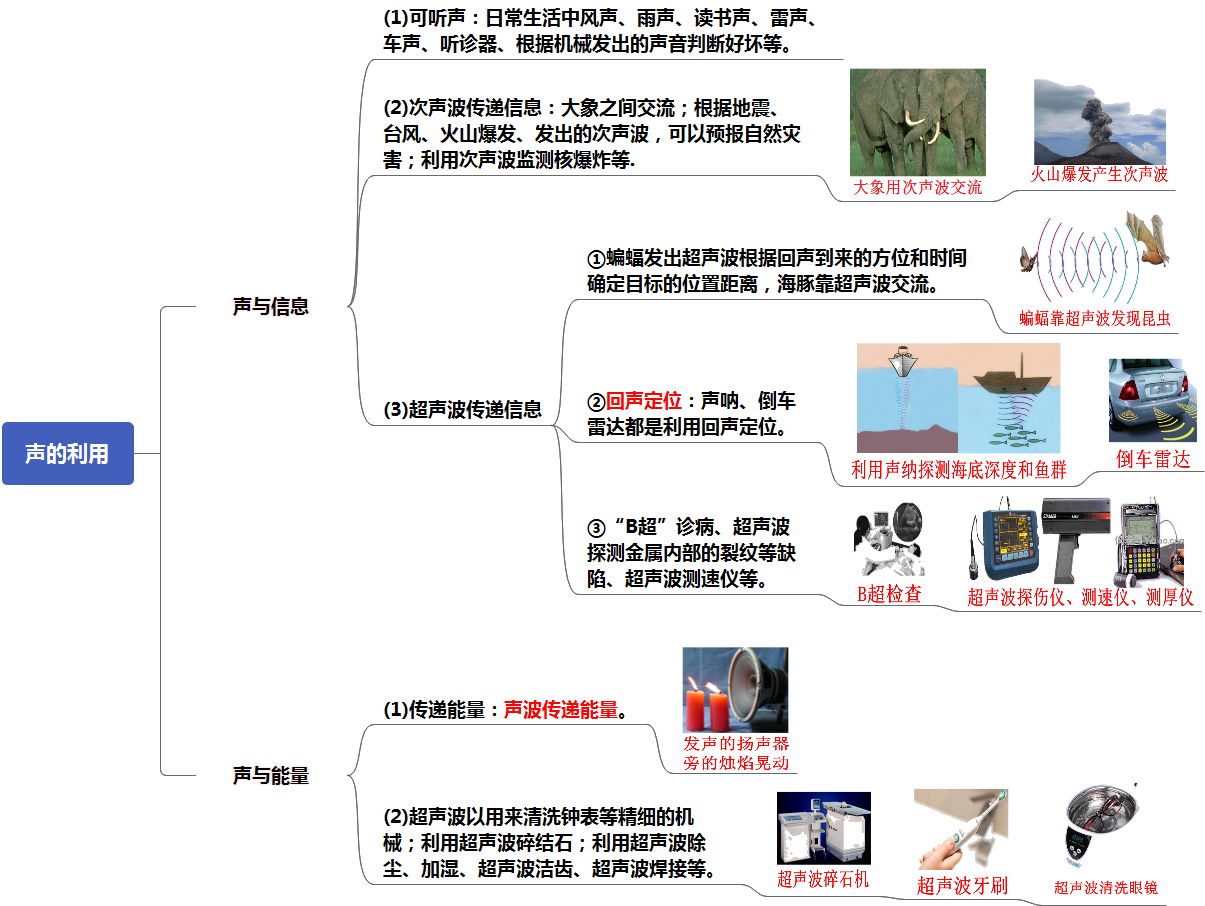 (1)可听声：日常生活中风声、雨声、读书声、雷声、
车声、听诊器、根据机械发出的声音判断好坏等。
(2)次声波传递信息：大象之间交流；根据地震、
台风、火山爆发、发出的次声波，可以预报自然灾
害；利用次声波监测核爆炸等.
大象用次声波交流
火山爆发产生次声波
①蝙蝠发出超声波根据回声到来的方位和时间
确定目标的位置距离，海豚靠超声波交流。
蝙蝠靠超声波发现昆虫
声与信息
(3)超声波传递信息
②回声定位：声呐、倒车
雷达都是利用回声定位。
利用声纳探测海底深度和鱼群
倒车雷达
声的利用
③“B超”诊病、超声波
探测金属内部的裂纹等缺
陷、超声波测速仪等。
B超检查
超声波探伤仪、测速仪、测厚仪
(1)传递能量：声波传递能量。
发声的扬声器
旁的烛焰晃动
声与能量
(2)超声波以用来清洗钟表等精细的机
械；利用超声波碎结石；利用超声波除
尘、加湿、超声波洁齿、超声波焊接等。
超声波碎石机
超声波牙刷
超声波清洗眼镜